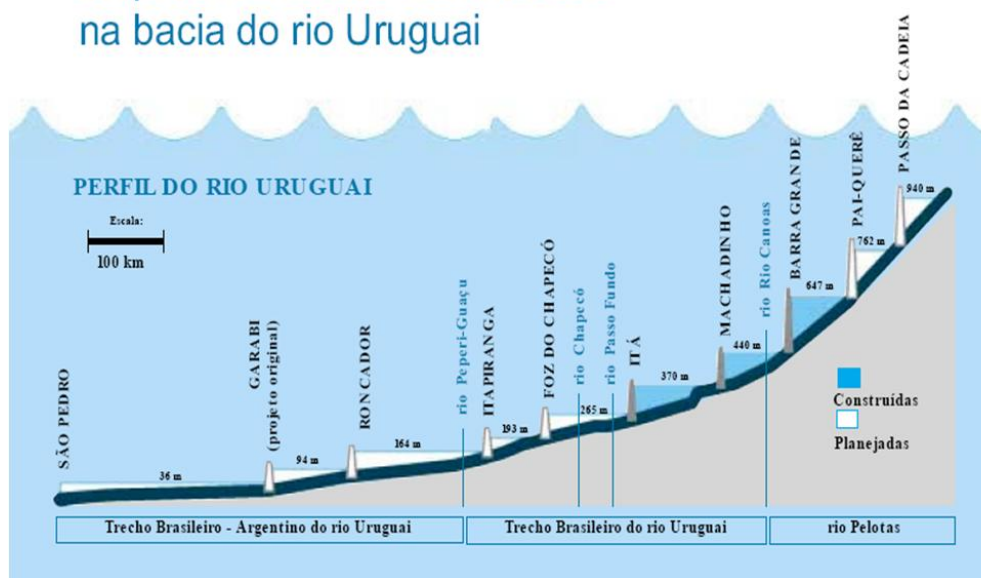 na bacia do rio Uruguai
PERFIL DO RIO URUGUAI
Escala:
100 km
SÃO PEDRO
36 m
GARABI
(projeto original)
94 m
RONCADOR
164 m
rio Peperi-Guaçu
ITAPIRANGA
193 m
FOZ DO CHAPECÓ
265 m
rio Chapecó
rio Passo Fundo
ITÁ
370 m
MACHADINHO
440 m
rio Rio Canoas
BARRA GRANDE
647 m
PAI-QUERÊ
762 m
PASSO DA CADEIA
940 m
Construídas
Planejadas
Trecho Brasileiro - Argentino do rio Uruguai
Trecho Brasileiro do rio Uruguai
rio Pelotas